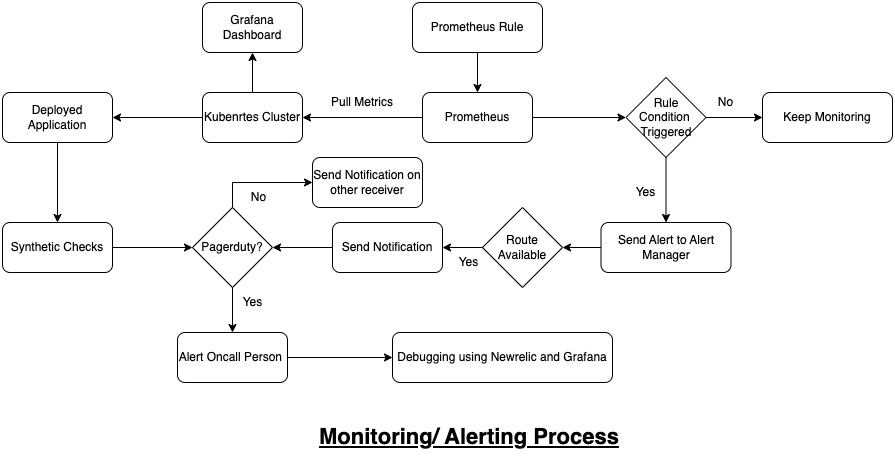 Grafana
Dashboard
Prometheus Rule
Deployed
Application
Kubenrtes Cluster
Pull Metrics
Prometheus
Rule
Condition
Triggered
No
Keep Monitoring
Send Notification on
other receiver
No
Yes
Synthetic Checks
Pagerduty?
Send Notification
Yes
Route
Available
Send Alert to Alert
Manager
Yes
Alert Oncall Person
Debugging using Newrelic and Grafana
Monitoring/ Alerting Process